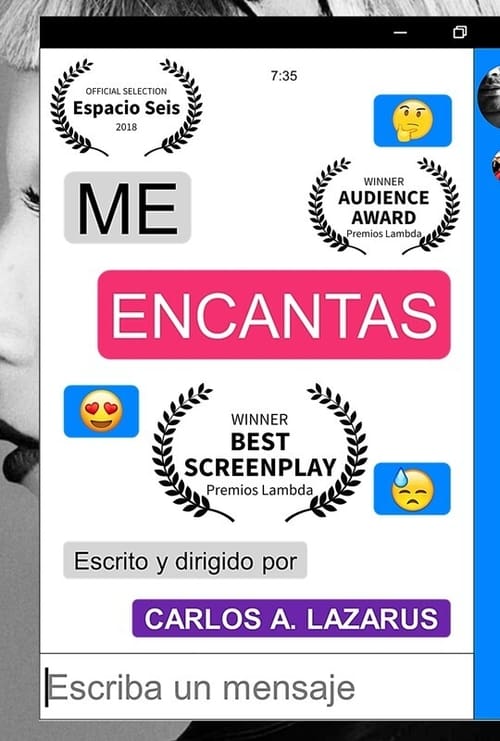 7:35
OFFICIAL SELECTION
Espacio Seis
2018
ME
WINNER
AUDIENCE
AWARD
Premios Lambda
ENCANTAS
WINNER
BEST
SCREENPLAY
Premios Lambda
Escrito y dirigido por
CARLOS A. LAZARUS
Escriba un mensaje